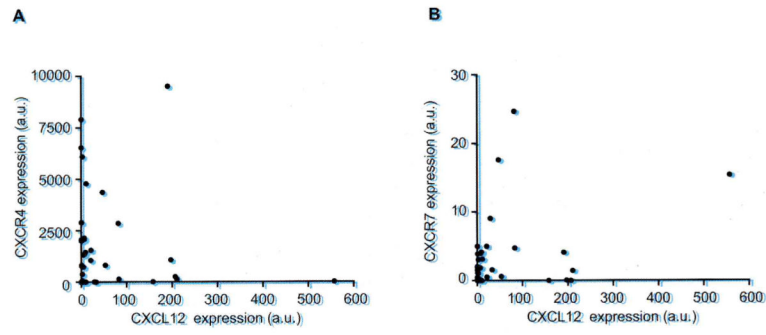 A
10000
7500
5000
2500
0
CXCR4 expression (a.u.)
0 100 200 300 400 500 600
CXCL12 expression (a.u.)
B
30
20
10
0
CXCR7 expression (a.u.)
0 100 200 300 400 500 600
CXCL12 expression (a.u.)